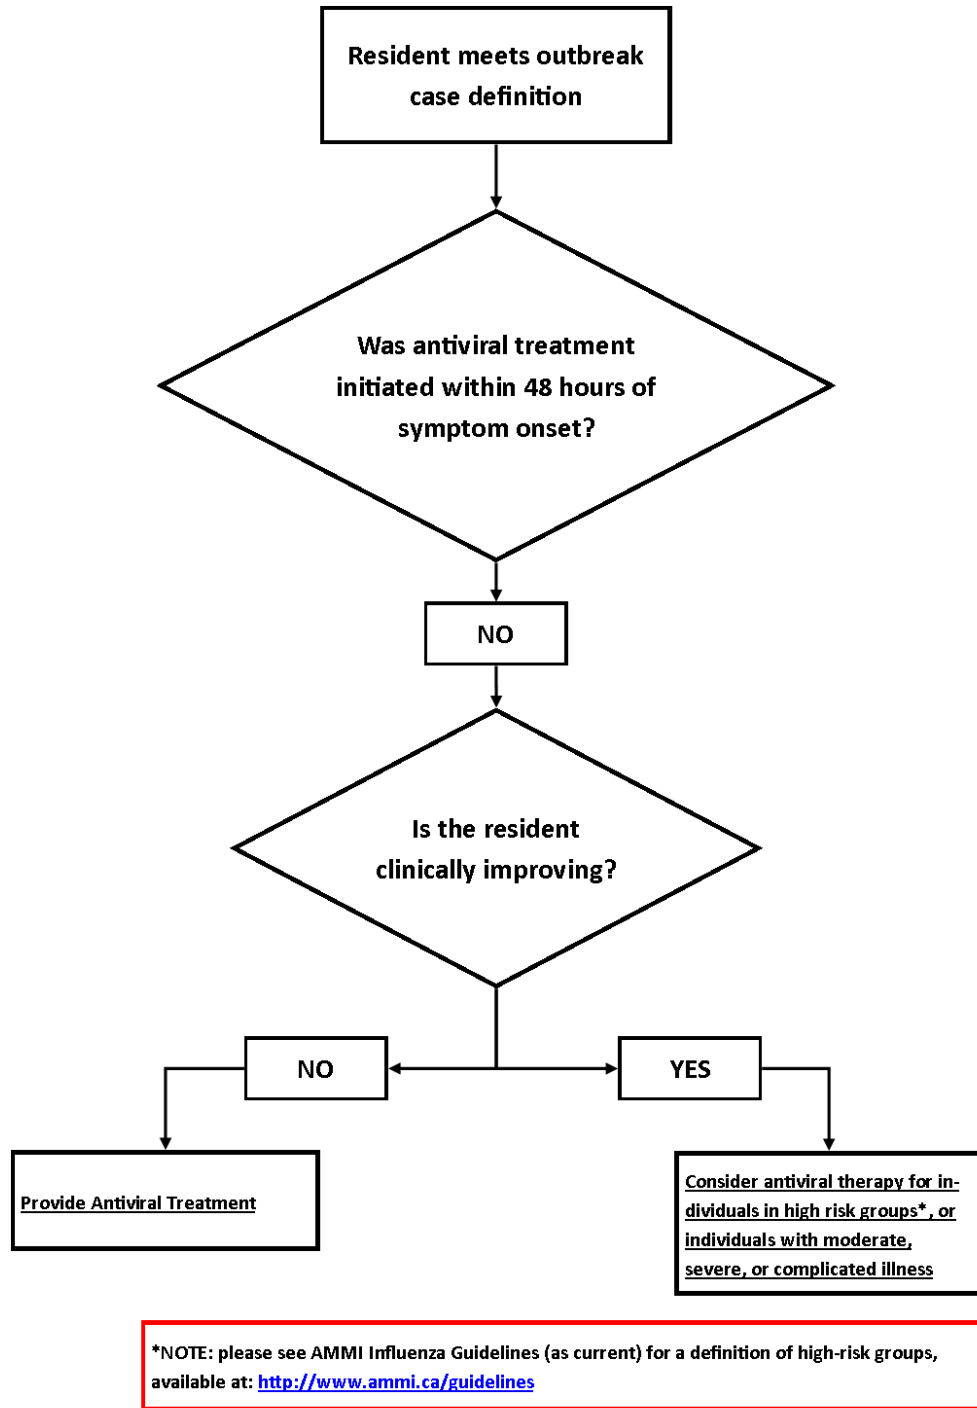 Resident meets outbreak
case definition
Was antiviral treatment
initiated within 48 hours of
symptom onset?
NO
Is the resident
clinically improving?
NO
YES
Provide Antiviral Treatment
Consider antiviral therapy for in-
dividuals in high risk groups*, or
individuals with moderate,
severe, or complicated illness
*NOTE: please see AMMI Influenza Guidelines (as current) for a definition of high-risk groups,
available at: http://www.ammi.ca/guidelines